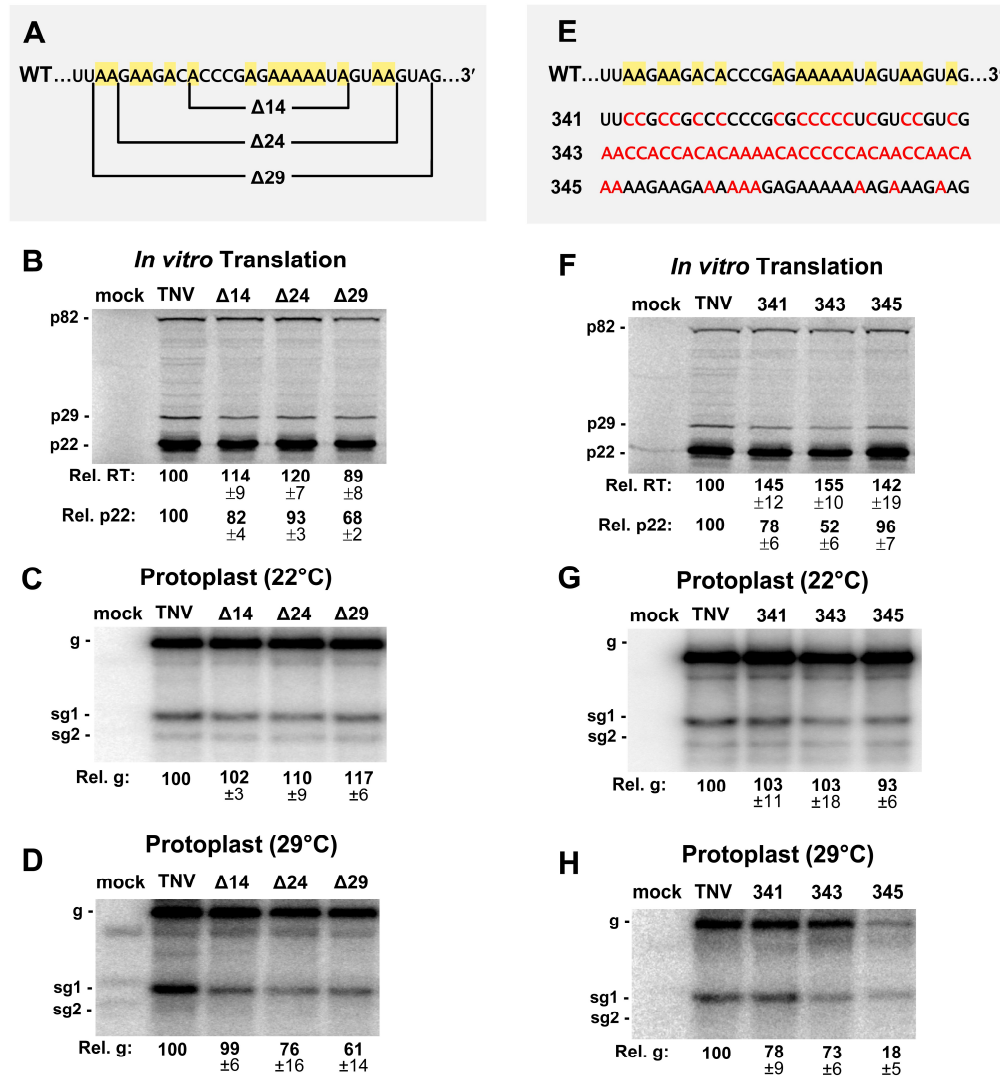 A
WT...UUAAGAAGACACCCGAGAAAAAUAGUAAGUAG...3′
Δ14
Δ24
Δ29
B
In vitro Translation
mock TNV Δ14 Δ24 Δ29
p82 -
p29 -
p22 -
Rel. RT: 100 114 120 89
±9 ±7 ±8
Rel. p22: 100 82 93 68
±4 ±3 ±2
C
Protoplast (22°C)
mock TNV Δ14 Δ24 Δ29
g -
sg1 -
sg2 -
Rel. g: 100 102 110 117
±3 ±9 ±6
D
Protoplast (29°C)
mock TNV Δ14 Δ24 Δ29
g -
sg1 -
sg2 -
Rel. g: 100 99 76 61
±6 ±16 ±14
E
WT...UUAAGAAGACACCCGAGAAAAAUAGUAAGUAG...3
341 UUCCGCCGCCCCCCGCGCCCCCUCGUCCGUCG
343 AACCACCACACAAAACACCCCCACAACCAACA
345 AAAAGAAGAAAAAAGAGAAAAAAAGAAAGAAG
F
In vitro Translation
mock TNV 341 343 345
p82 -
p29 -
p22 -
Rel. RT: 100 145 155 142
±12 ±10 ±19
Rel. p22: 100 78 52 96
±6 ±6 ±7
G
Protoplast (22°C)
mock TNV 341 343 345
g -
sg1 -
sg2 -
Rel. g: 100 103 103 93
±11 ±18 ±6
H
Protoplast (29°C)
mock TNV 341 343 345
g -
sg1 -
sg2 -
Rel. g: 100 78 73 18
±9 ±6 ±5